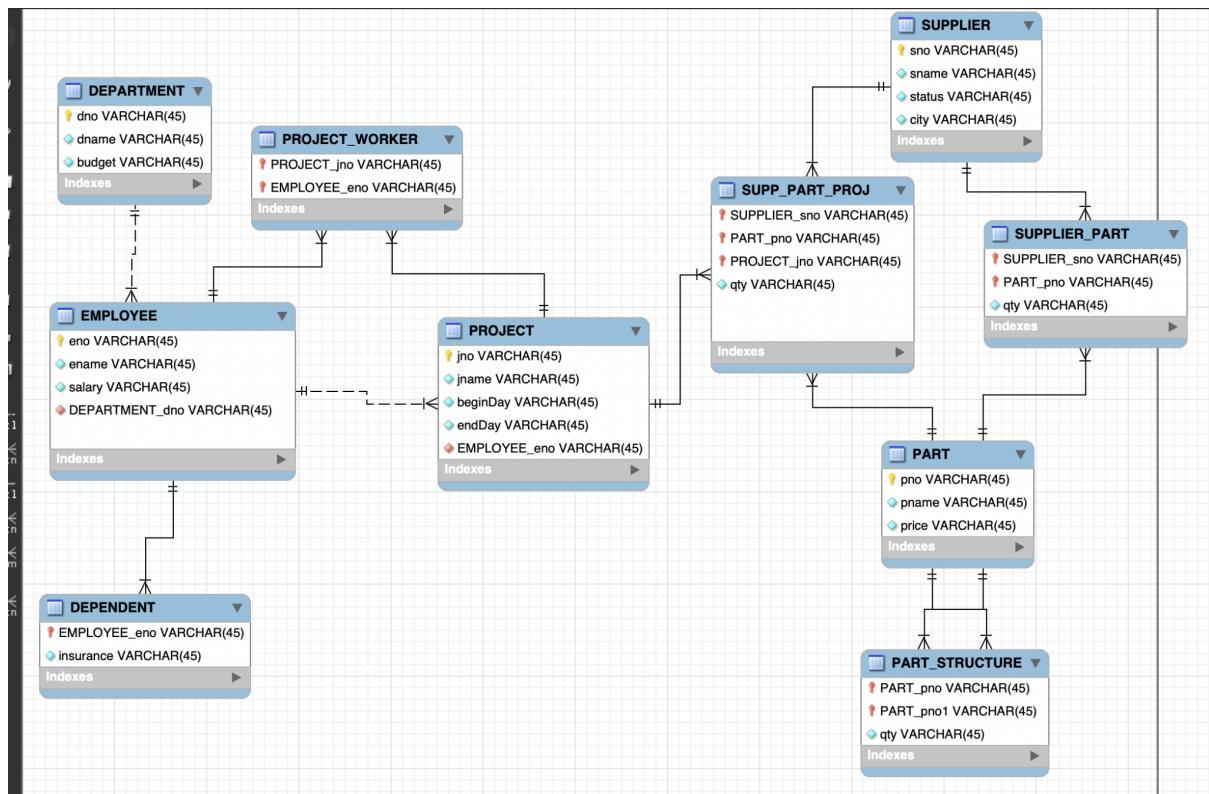 DEPARTMENT
dno VARCHAR(45)
dname VARCHAR(45)
budget VARCHAR(45)
Indexes
PROJECT_WORKER
PROJECT_jno VARCHAR(45)
EMPLOYEE_eno VARCHAR(45)
Indexes
SUPPLIER
sno VARCHAR(45)
sname VARCHAR(45)
status VARCHAR(45)
city VARCHAR(45)
Indexes
SUPP_PART_PROJ
SUPPLIER_sno VARCHAR(45)
PART_pno VARCHAR(45)
PROJECT_jno VARCHAR(45)
qty VARCHAR(45)
Indexes
SUPPLIER_PART
SUPPLIER_sno VARCHAR(45)
PART_pno VARCHAR(45)
qty VARCHAR(45)
Indexes
EMPLOYEE
eno VARCHAR(45)
ename VARCHAR(45)
salary VARCHAR(45)
DEPARTMENT_dno VARCHAR(45)
Indexes
PROJECT
jno VARCHAR(45)
jname VARCHAR(45)
beginDay VARCHAR(45)
endDay VARCHAR(45)
EMPLOYEE_eno VARCHAR(45)
Indexes
PART
pno VARCHAR(45)
pname VARCHAR(45)
price VARCHAR(45)
Indexes
DEPENDENT
EMPLOYEE_eno VARCHAR(45)
insurance VARCHAR(45)
Indexes
PART_STRUCTURE
PART_pno VARCHAR(45)
PART_pno1 VARCHAR(45)
qty VARCHAR(45)
Indexes